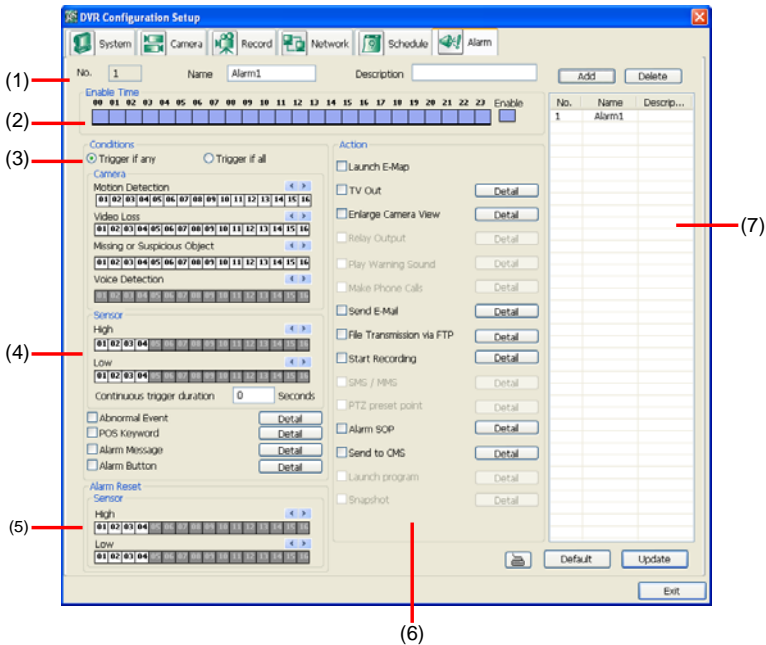 DVR Configuration Setup
System Camera Record Network Schedule Alarm
(1)
No. 1 Name Alarm1 Description Add Delete
Enable Time
00 01 02 03 04 05 06 07 08 09 10 11 12 13 14 15 16 17 18 19 20 21 22 23 Enable
(2)
No. Name Descrip...
1 Alarm1
Conditions
(3)
Trigger if any Trigger if all
Camera
Motion Detection
01 02 03 04 05 06 07 08 09 10 11 12 13 14 15 16
Video Loss
01 02 03 04 05 06 07 08 09 10 11 12 13 14 15 16
Missing or Suspicious Object
01 02 03 04 05 06 07 08 09 10 11 12 13 14 15 16
Voice Detection
01 02 03 04 05 06 07 08 09 10 11 12 13 14 15 16
Sensor
High
01 02 03 04 05 06 07 08 09 10 11 12 13 14 15 16
(4)
Low
01 02 03 04 05 06 07 08 09 10 11 12 13 14 15 16
Continuous trigger duration 0 Seconds
Abnormal Event Detail
POS Keyword Detail
Alarm Message Detail
Alarm Button Detail
Alarm Reset
Sensor
High
(5)
01 02 03 04 05 06 07 08 09 10 11 12 13 14 15 16
Low
01 02 03 04 05 06 07 08 09 10 11 12 13 14 15 16
Action
Launch E-Map
TV Out Detail
Enlarge Camera View Detail
Relay Output Detail
Play Warning Sound Detail
Make Phone Calls Detail
Send E-Mail Detail
File Transmission via FTP Detail
Start Recording Detail
SMS / MMS Detail
PTZ preset point Detail
Alarm SOP Detail
Send to CMS Detail
Launch program Detail
Snapshot Detail
(6)
(7)
Default Update
Exit